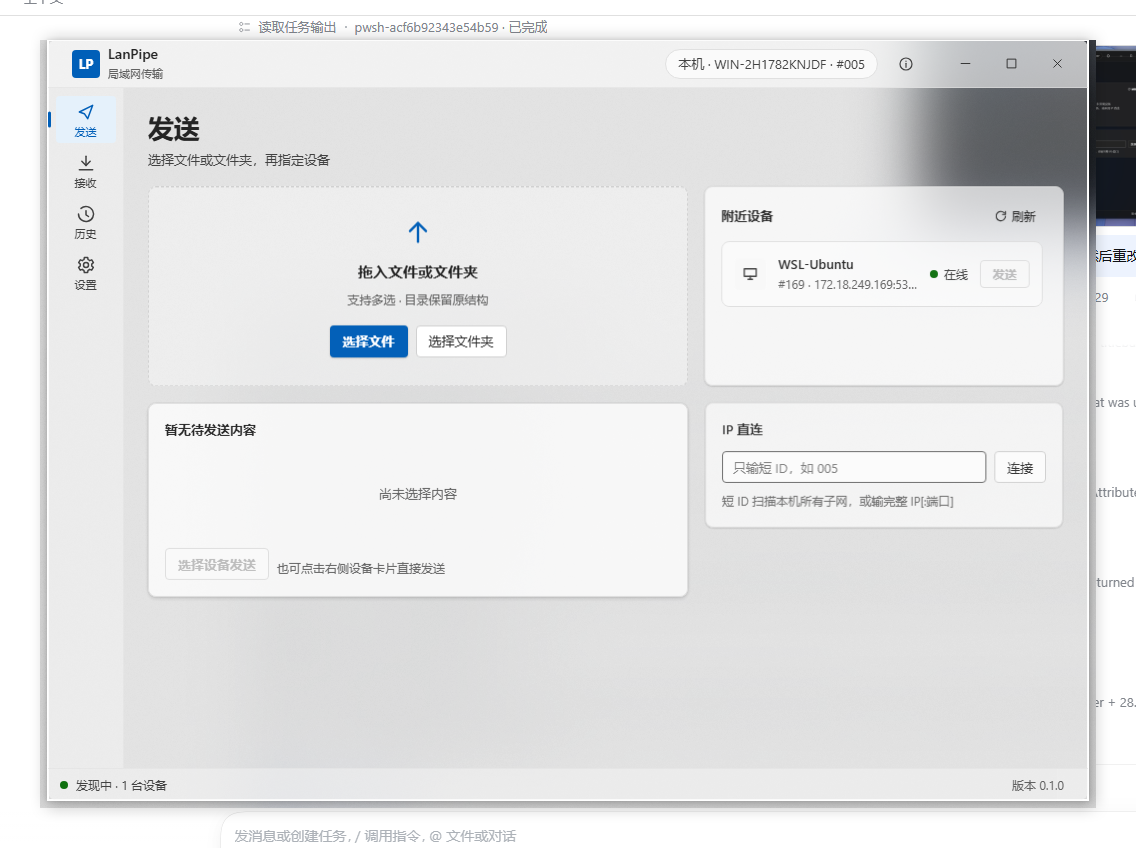 读取任务输出 · pwsh-acf6b92343e54b59 · 已完成
LP
LanPipe
局域网传输
本机 · WIN-2H1782KNJDF · #005
发送
接收
历史
设置
发送
选择文件或文件夹，再指定设备
拖入文件或文件夹
支持多选 · 目录保留原结构
选择文件
选择文件夹
附近设备
刷新
WSL-Ubuntu
#169 · 172.18.249.169:53...
在线
发送
暂无待发送内容
尚未选择内容
选择设备发送
也可点击右侧设备卡片直接发送
IP 直连
只输短 ID，如 005
连接
短 ID 扫描本机所有子网，或输完整 IP[:端口]
发现中 · 1 台设备
版本 0.1.0
后重改
29
at was
turned
er + 28.
发消息或创建任务, / 调用指令, @ 文件或对话